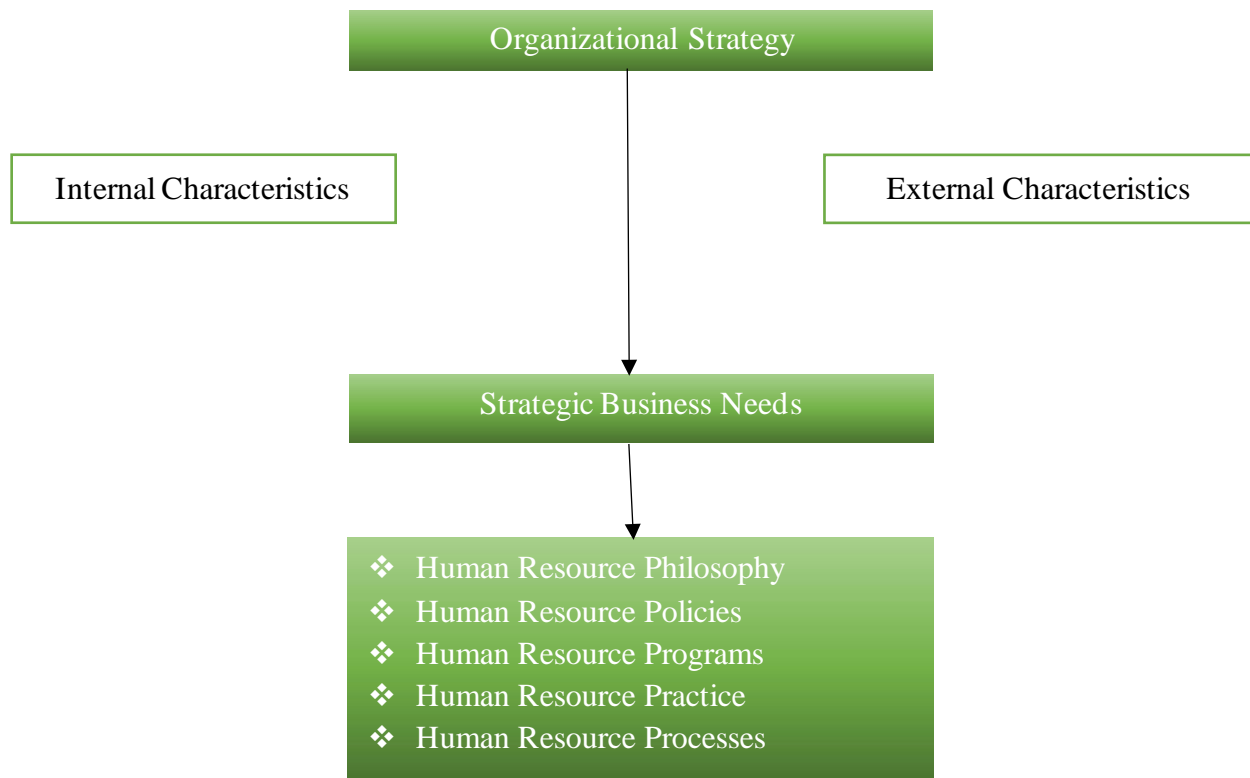 Organizational Strategy
Internal Characteristics
External Characteristics
Strategic Business Needs
❖ Human Resource Philosophy
❖ Human Resource Policies
❖ Human Resource Programs
❖ Human Resource Practice
❖ Human Resource Processes